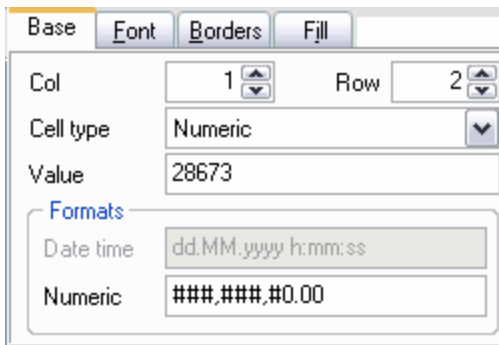 Base Font Borders Fill
Col 1 Row 2
Cell type Numeric
Value 28673
Formats
Date time dd.MM.yyyy h:mm:ss
Numeric ###,###,#0.00